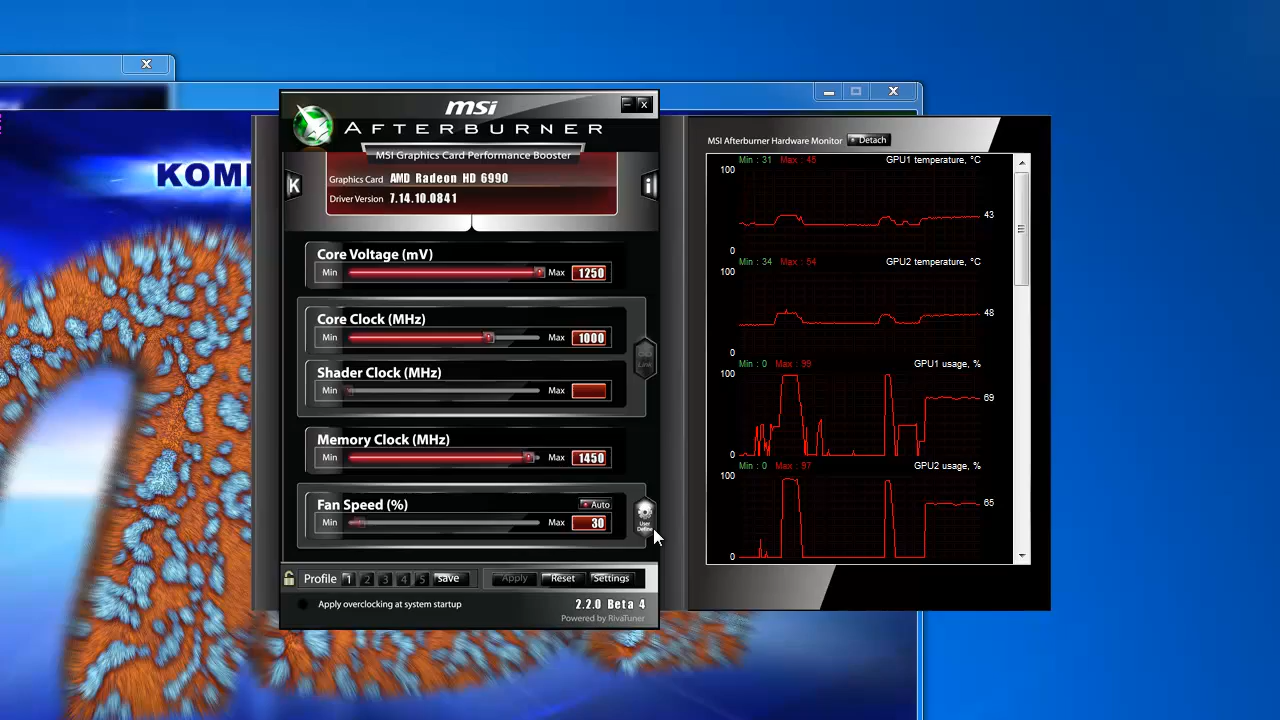 X
X
KOM
msi
AFTERBURNER
X
MSI Graphics Card Performance Booster
K
i
Graphics Card AMD Radeon HD 6990
Driver Version 7.14.10.0841
Core Voltage (mV)
Min Max 1250
Core Clock (MHz)
Min Max 1000
Link
Shader Clock (MHz)
Min Max
Memory Clock (MHz)
Min Max 1450
Fan Speed (%) Auto
Min Max 30
User
Define
Profile 1 2 3 4 5 save Apply Reset Settings
Apply overclocking at system startup 2.2.0 Beta 4
Powered by RivaTuner
MSI Afterburner Hardware Monitor Detach
Min : 31 Max : 45 GPU1 temperature, °C
100
43
0
Min : 34 Max : 54 GPU2 temperature, °C
100
48
0
Min : 0 Max : 99 GPU1 usage, %
100
69
0
Min : 0 Max : 97 GPU2 usage, %
100
65
0